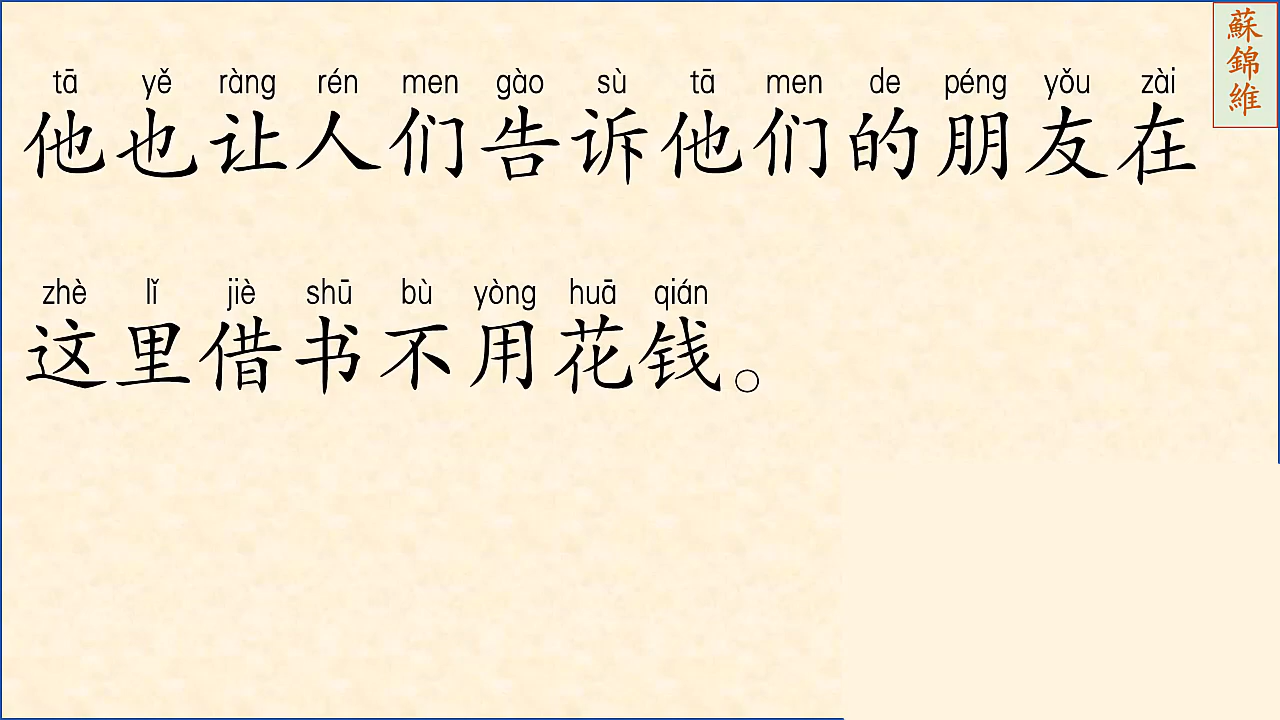 tā yě ràng rén men gào sù tā men de péng yǒu zài
他也让人们告诉他们的朋友在
zhè lǐ jiè shū bù yòng huā qián
这里借书不用花钱。
蘇錦維